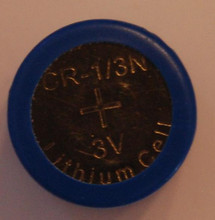 CR-1/3N
+
3V
Lithium Cell